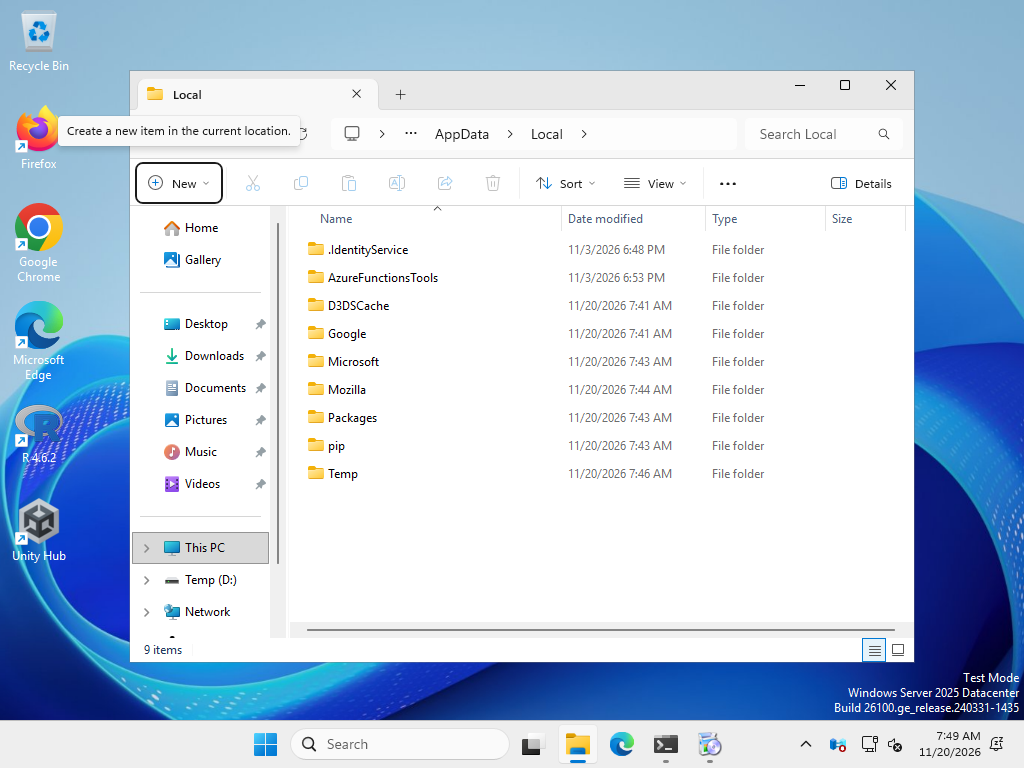 Recycle Bin
Firefox
Google
Chrome
Microsoft
Edge
R 4.6.2
Unity Hub
Local
Create a new item in the current location.
AppData
Local
Search Local
New
Sort
View
Details
Home
Gallery
Desktop
Downloads
Documents
Pictures
Music
Videos
This PC
Temp (D:)
Network
Name
Date modified
Type
Size
.IdentityService
11/3/2026 6:48 PM
File folder
AzureFunctionsTools
11/3/2026 6:53 PM
File folder
D3DSCache
11/20/2026 7:41 AM
File folder
Google
11/20/2026 7:41 AM
File folder
Microsoft
11/20/2026 7:43 AM
File folder
Mozilla
11/20/2026 7:44 AM
File folder
Packages
11/20/2026 7:43 AM
File folder
pip
11/20/2026 7:43 AM
File folder
Temp
11/20/2026 7:46 AM
File folder
9 items
Test Mode
Windows Server 2025 Datacenter
Build 26100.ge_release.240331-1435
Search
7:49 AM
11/20/2026